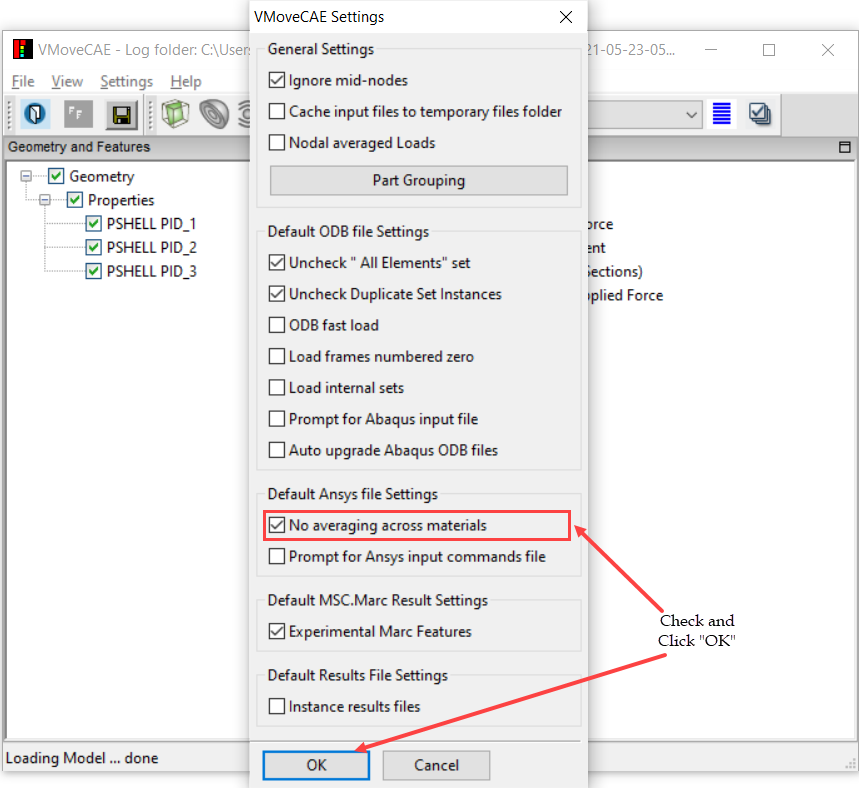 VMoveCAE Settings
VMoveCAE - Log folder: C:\Users
21-05-23-05...
File View Settings Help
Geometry and Features
Geometry
Properties
PSHELL PID_1
PSHELL PID_2
PSHELL PID_3
General Settings
Ignore mid-nodes
Cache input files to temporary files folder
Nodal averaged Loads
Part Grouping
Default ODB file Settings
Uncheck " All Elements" set
Uncheck Duplicate Set Instances
ODB fast load
Load frames numbered zero
Load internal sets
Prompt for Abaqus input file
Auto upgrade Abaqus ODB files
Default Ansys file Settings
No averaging across materials
Prompt for Ansys input commands file
Default MSC.Marc Result Settings
Experimental Marc Features
Default Results File Settings
Instance results files
OK Cancel
Sections)
plied Force
Check and
Click "OK"
Loading Model ... done